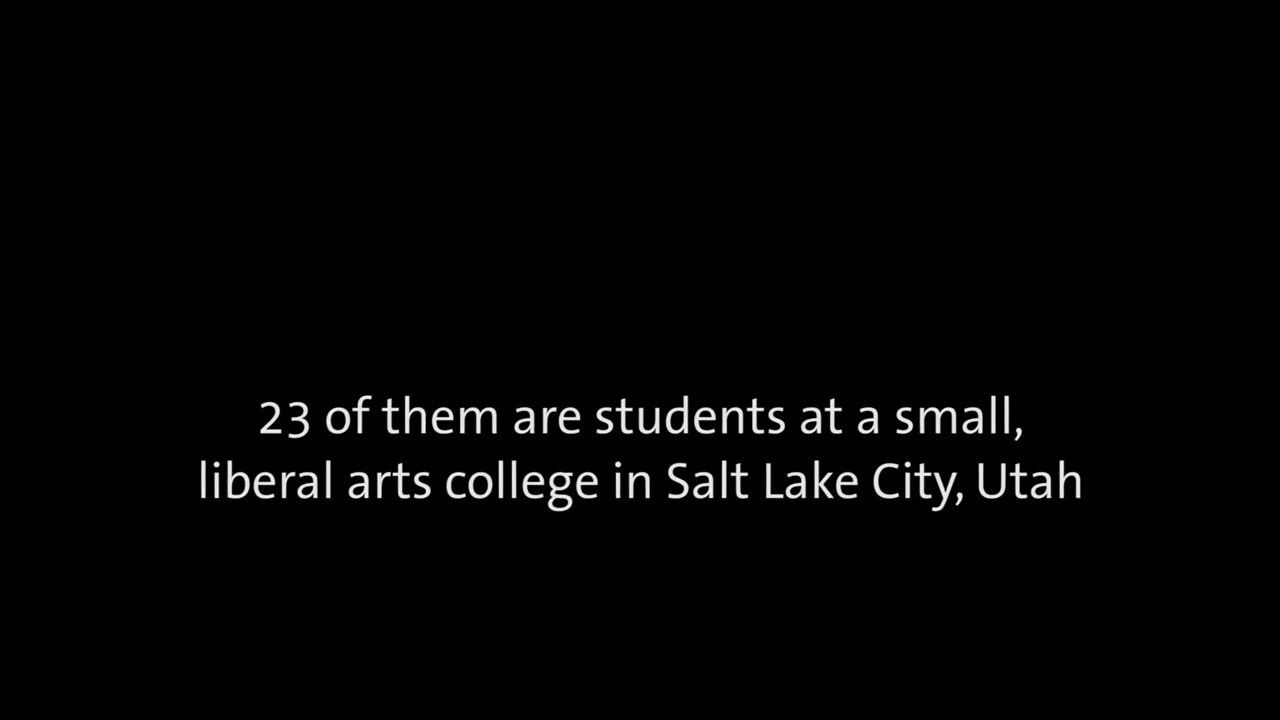 23 of them are students at a small,
liberal arts college in Salt Lake City, Utah